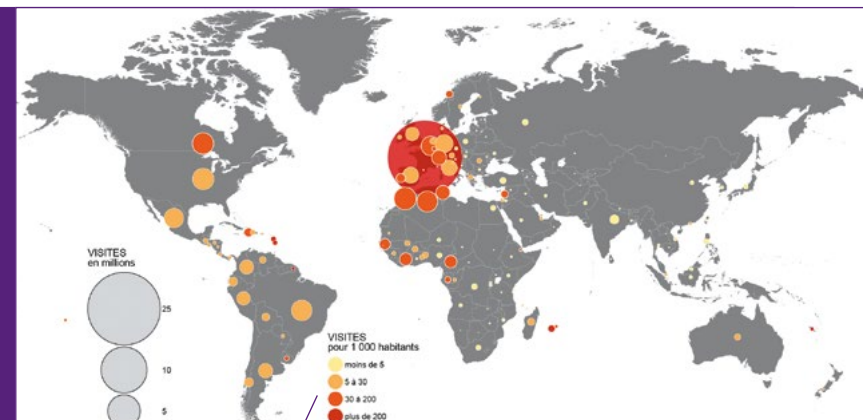 VISITES
en millions
25
10
5
VISITES
pour 1 000 habitants
moins de 5
5 à 30
30 à 200
plus de 200